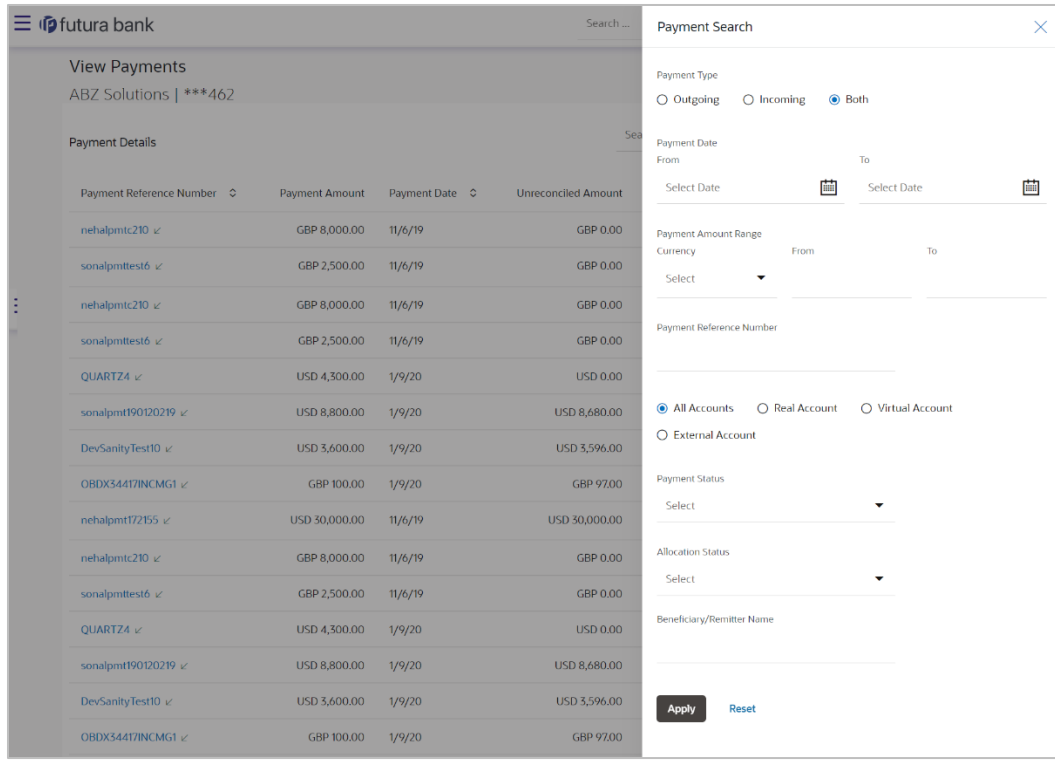 futura bank
Search ...
View Payments
ABZ Solutions | ***462
Payment Details
Sea
Payment Reference Number Payment Amount Payment Date Unreconciled Amount
nehalpmtc210 GBP 8,000.00 11/6/19 GBP 0.00
sonalpmttest6 GBP 2,500.00 11/6/19 GBP 0.00
nehalpmtc210 GBP 8,000.00 11/6/19 GBP 0.00
sonalpmttest6 GBP 2,500.00 11/6/19 GBP 0.00
QUARTZ4 USD 4,300.00 1/9/20 USD 0.00
sonalpmt190120219 USD 8,800.00 1/9/20 USD 8,680.00
DevSanityTest10 USD 3,600.00 1/9/20 USD 3,596.00
OBDX34417INCMG1 GBP 100.00 1/9/20 GBP 97.00
nehalpmt172155 USD 30,000.00 11/6/19 USD 30,000.00
nehalpmtc210 GBP 8,000.00 11/6/19 GBP 0.00
sonalpmttest6 GBP 2,500.00 11/6/19 GBP 0.00
QUARTZ4 USD 4,300.00 1/9/20 USD 0.00
sonalpmt190120219 USD 8,800.00 1/9/20 USD 8,680.00
DevSanityTest10 USD 3,600.00 1/9/20 USD 3,596.00
OBDX34417INCMG1 GBP 100.00 1/9/20 GBP 97.00
Payment Search
Payment Type
Outgoing Incoming Both
Payment Date
From To
Select Date Select Date
Payment Amount Range
Currency From To
Select
Payment Reference Number
All Accounts Real Account Virtual Account
External Account
Payment Status
Select
Allocation Status
Select
Beneficiary/Remitter Name
Apply Reset